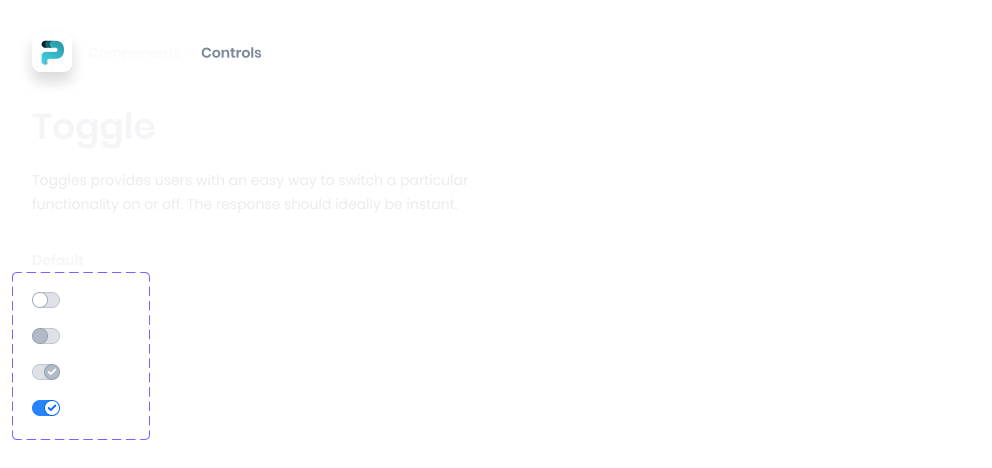 Components — Controls
Toggle
Toggles provides users with an easy way to switch a particular
functionality on or off. The response should ideally be instant.
Default